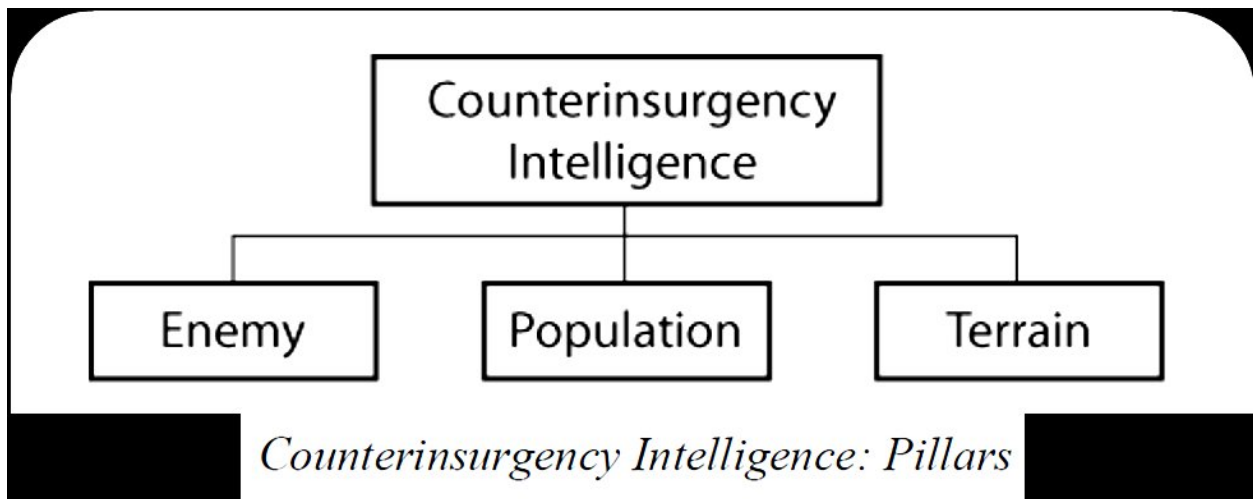 Counterinsurgency
Intelligence
Enemy
Population
Terrain
Counterinsurgency Intelligence: Pillars